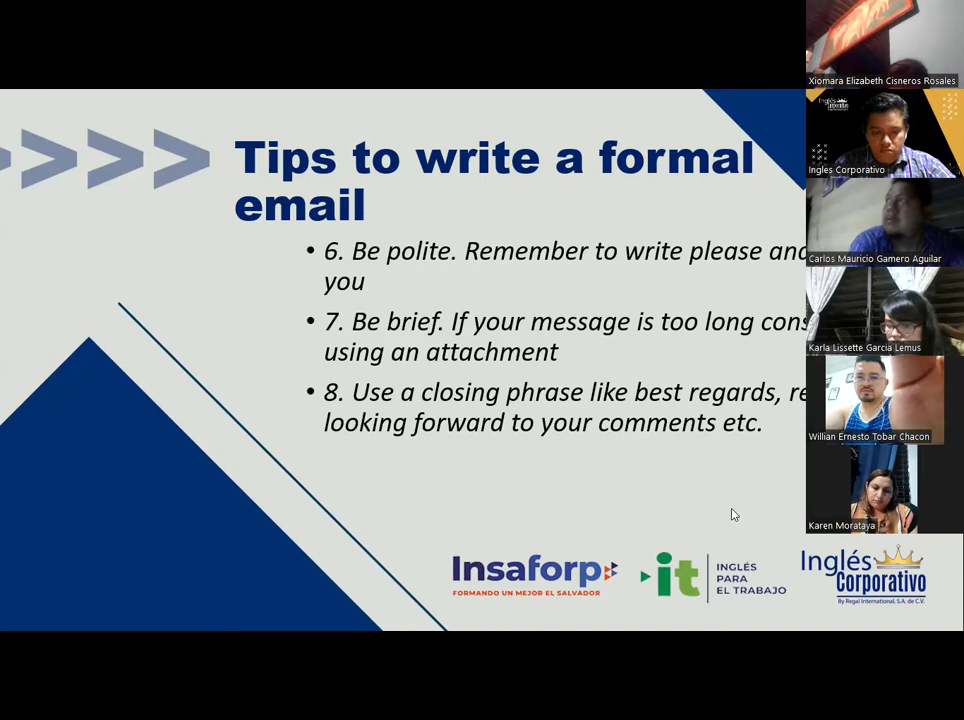 Tips to write a formal
email
• 6. Be polite. Remember to write please and
you
• 7. Be brief. If your message is too long
using an attachment
• 8. Use a closing phrase like best regards,
looking forward to your comments etc.
Insaforp
FORMANDO UN MEJOR EL SALVADOR
it
INGLÉS
PARA
EL TRABAJO
Inglés
Corporativo
By Regal International, S.A. de C.V.
Xiomara Elizabeth Cisneros Rosales
Inglés
Corporativo
Ingles Corporativo
Carlos Mauricio Gamero Aguilar
Karla Lissette Garcia Lemus
Willian Ernesto Tobar Chacon
Karen Morataya